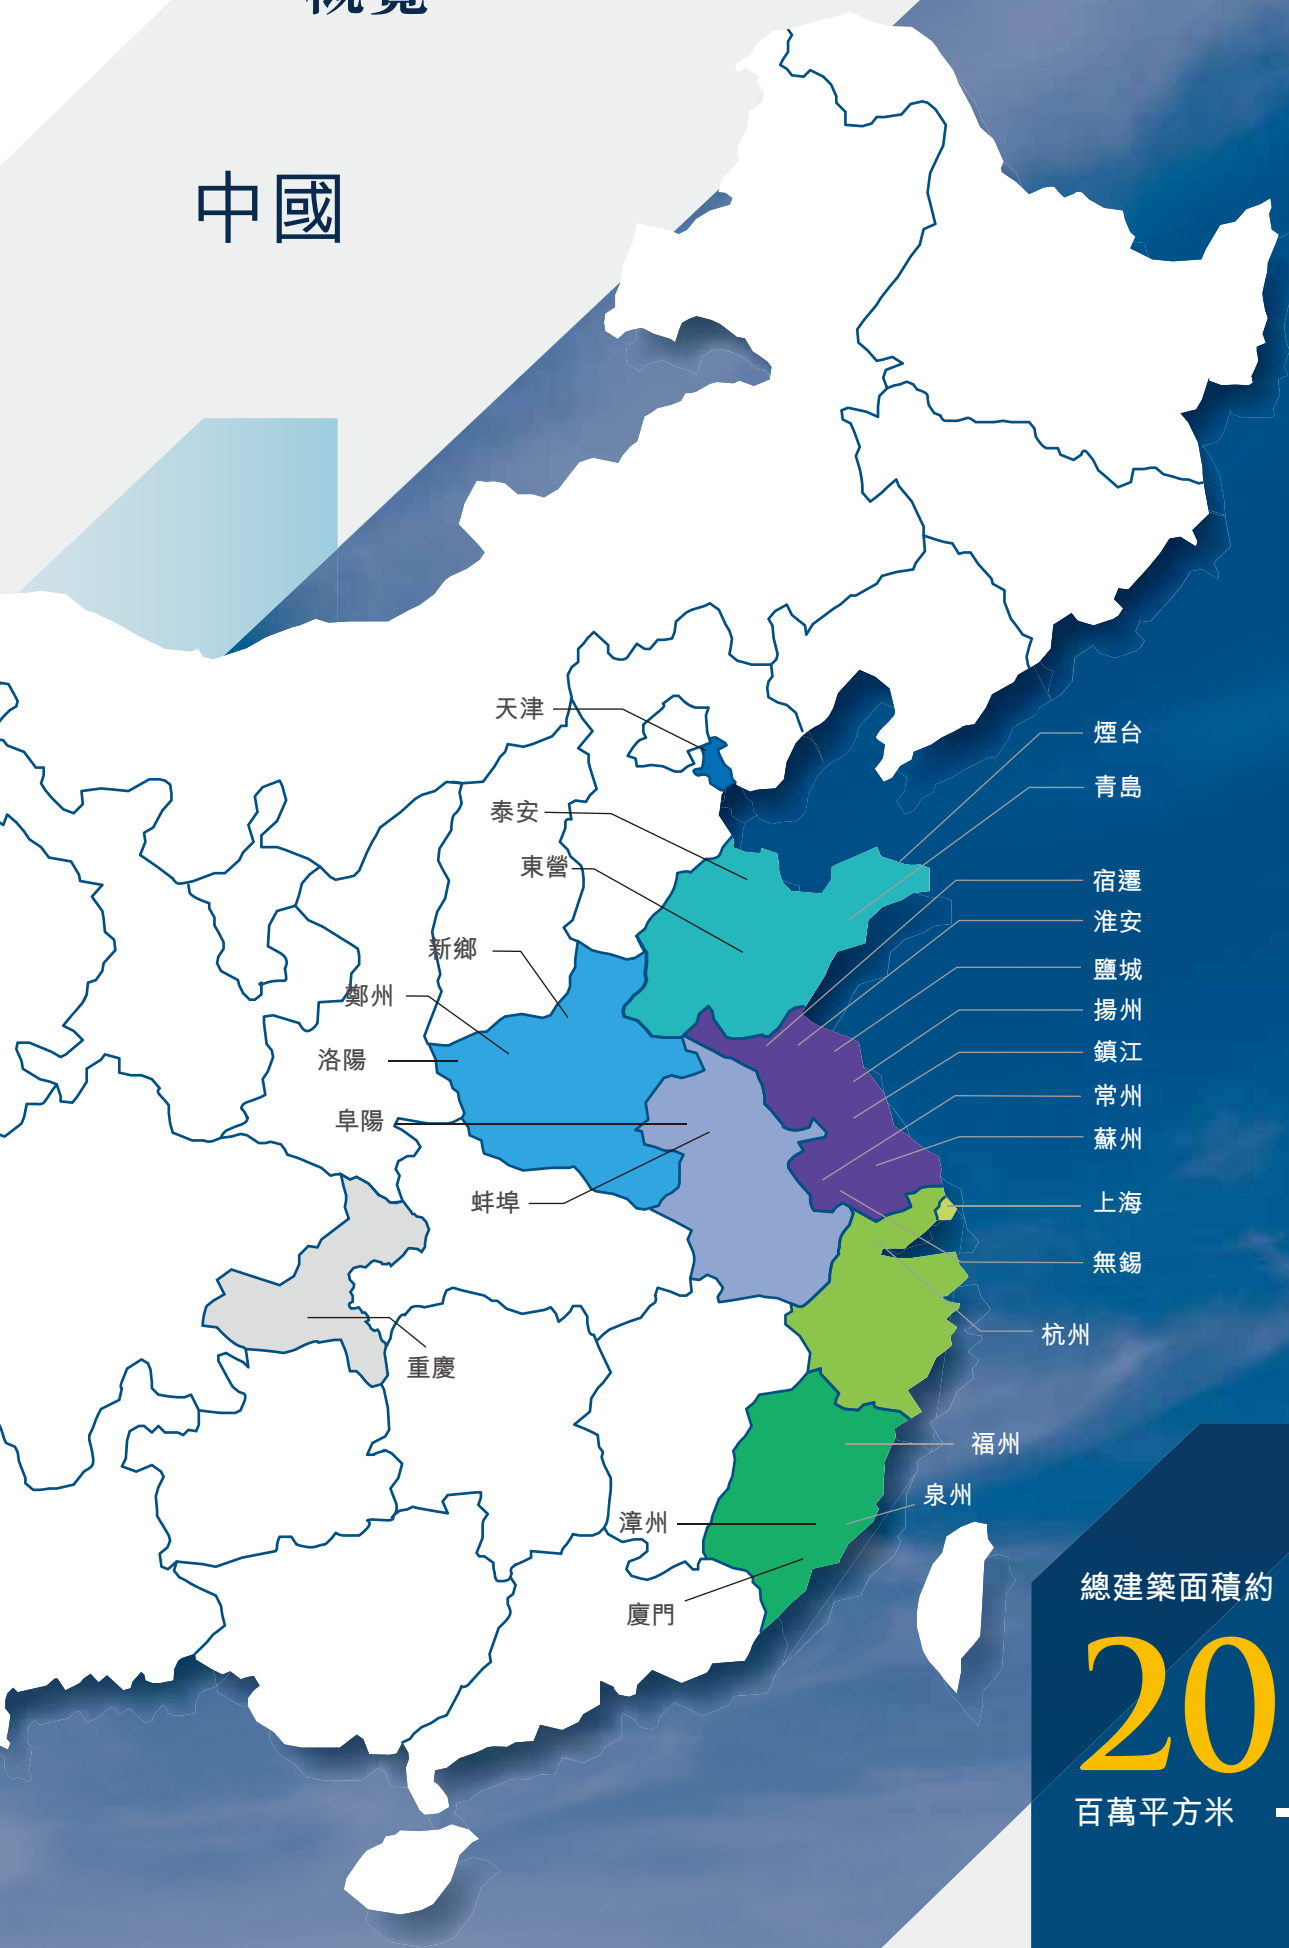 概覽
中國
天津
泰安
東營
新鄉
鄭州
洛陽
阜陽
蚌埠
重慶
煙台
青島
宿遷
淮安
鹽城
揚州
鎮江
常州
蘇州
上海
無錫
杭州
福州
泉州
漳州
廈門
總建築面積約
20
百萬平方米